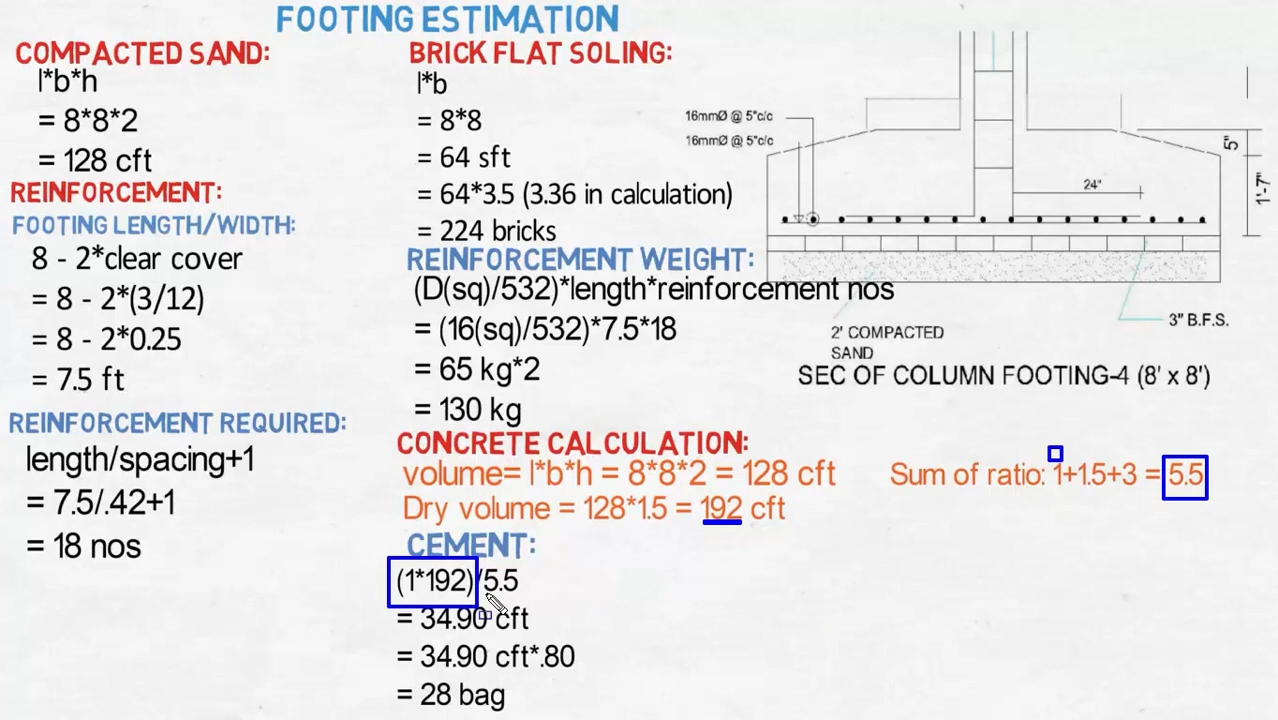 FOOTING ESTIMATION
COMPACTED SAND:
l*b*h
= 8*8*2
= 128 cft
REINFORCEMENT:
FOOTING LENGTH/WIDTH:
8 - 2*clear cover
= 8 - 2*(3/12)
= 8 - 2*0.25
= 7.5 ft
REINFORCEMENT REQUIRED:
length/spacing+1
= 7.5/.42+1
= 18 nos
BRICK FLAT SOLING:
l*b
= 8*8
= 64 sft
= 64*3.5 (3.36 in calculation)
= 224 bricks
REINFORCEMENT WEIGHT:
(D(sq)/532)*length*reinforcement nos
= (16(sq)/532)*7.5*18
= 65 kg*2
= 130 kg
CONCRETE CALCULATION:
volume= l*b*h = 8*8*2 = 128 cft
Dry volume = 128*1.5 = 192 cft
CEMENT:
(1*192)/5.5
= 34.90 cft
= 34.90 cft*.80
= 28 bag
16mmØ @ 5"c/c
16mmØ @ 5"c/c
24"
5"
1'-7"
3" B.F.S.
2' COMPACTED
SAND
SEC OF COLUMN FOOTING-4 (8' x 8')
Sum of ratio: 1+1.5+3 = 5.5